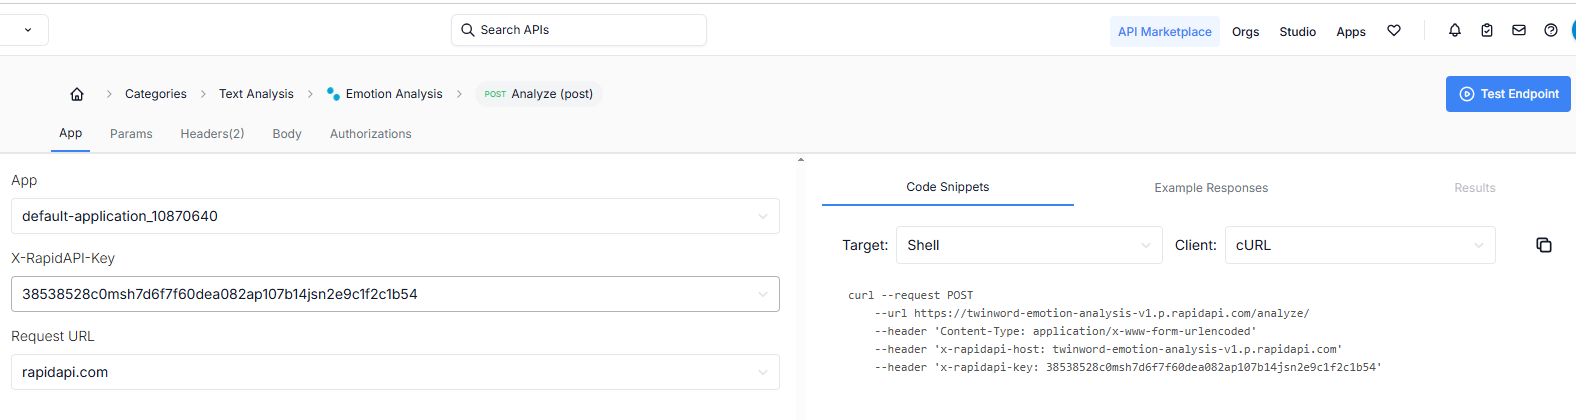 Search APIs
API Marketplace
Orgs
Studio
Apps
Categories
Text Analysis
Emotion Analysis
POST Analyze (post)
Test Endpoint
App
Params
Headers(2)
Body
Authorizations
App
default-application_10870640
X-RapidAPI-Key
38538528c0msh7d6f7f60dea082ap107b14jsn2e9c1f2c1b54
Request URL
rapidapi.com
Code Snippets
Example Responses
Results
Target:
Shell
Client:
cURL
curl --request POST
--url https://twinword-emotion-analysis-v1.p.rapidapi.com/analyze/
--header 'Content-Type: application/x-www-form-urlencoded'
--header 'x-rapidapi-host: twinword-emotion-analysis-v1.p.rapidapi.com'
--header 'x-rapidapi-key: 38538528c0msh7d6f7f60dea082ap107b14jsn2e9c1f2c1b54'